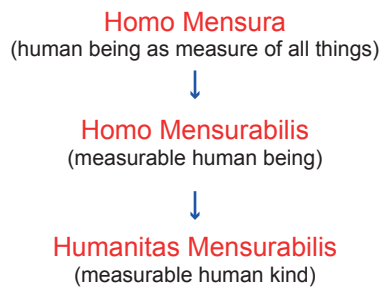 Homo Mensura
(human being as measure of all things)
Homo Mensurabilis
(measurable human being)
Humanitas Mensurabilis
(measurable human kind)